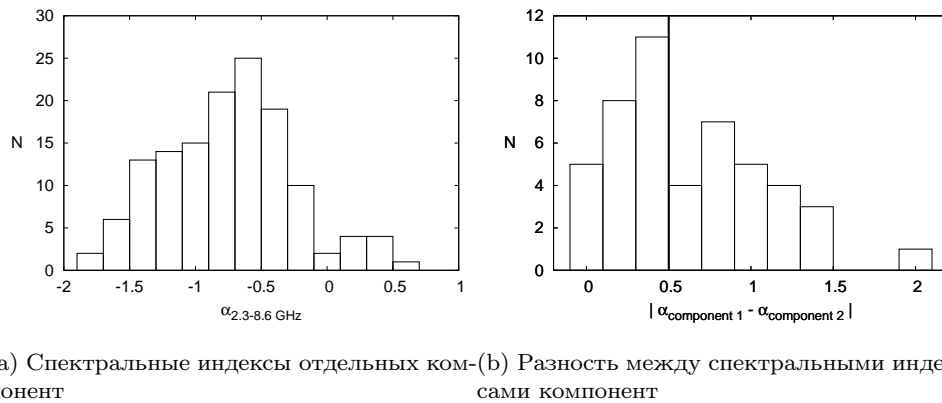 30
25
20
15
10
5
0
N
-2 -1.5 -1 -0.5 0 0.5 1
α2.3-8.6 GHz
12
10
8
6
4
2
0
N
0 0.5 1 1.5 2
| αcomponent 1 - αcomponent 2 |
a) Спектральные индексы отдельных ком-
онент
(b) Разность между спектральными инде
сами компонент